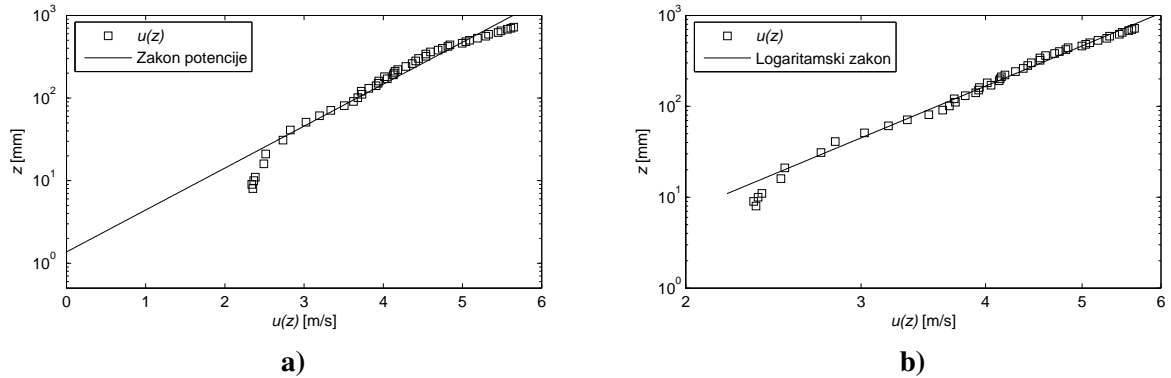 10³
10²
10¹
10⁰
z [mm]
u(z)
Zakon potencije
0 1 2 3 4 5 6
u(z) [m/s]
a)
10³
10²
10¹
10⁰
z [mm]
u(z)
Logaritamski zakon
2 3 4 5 6
u(z) [m/s]
b)